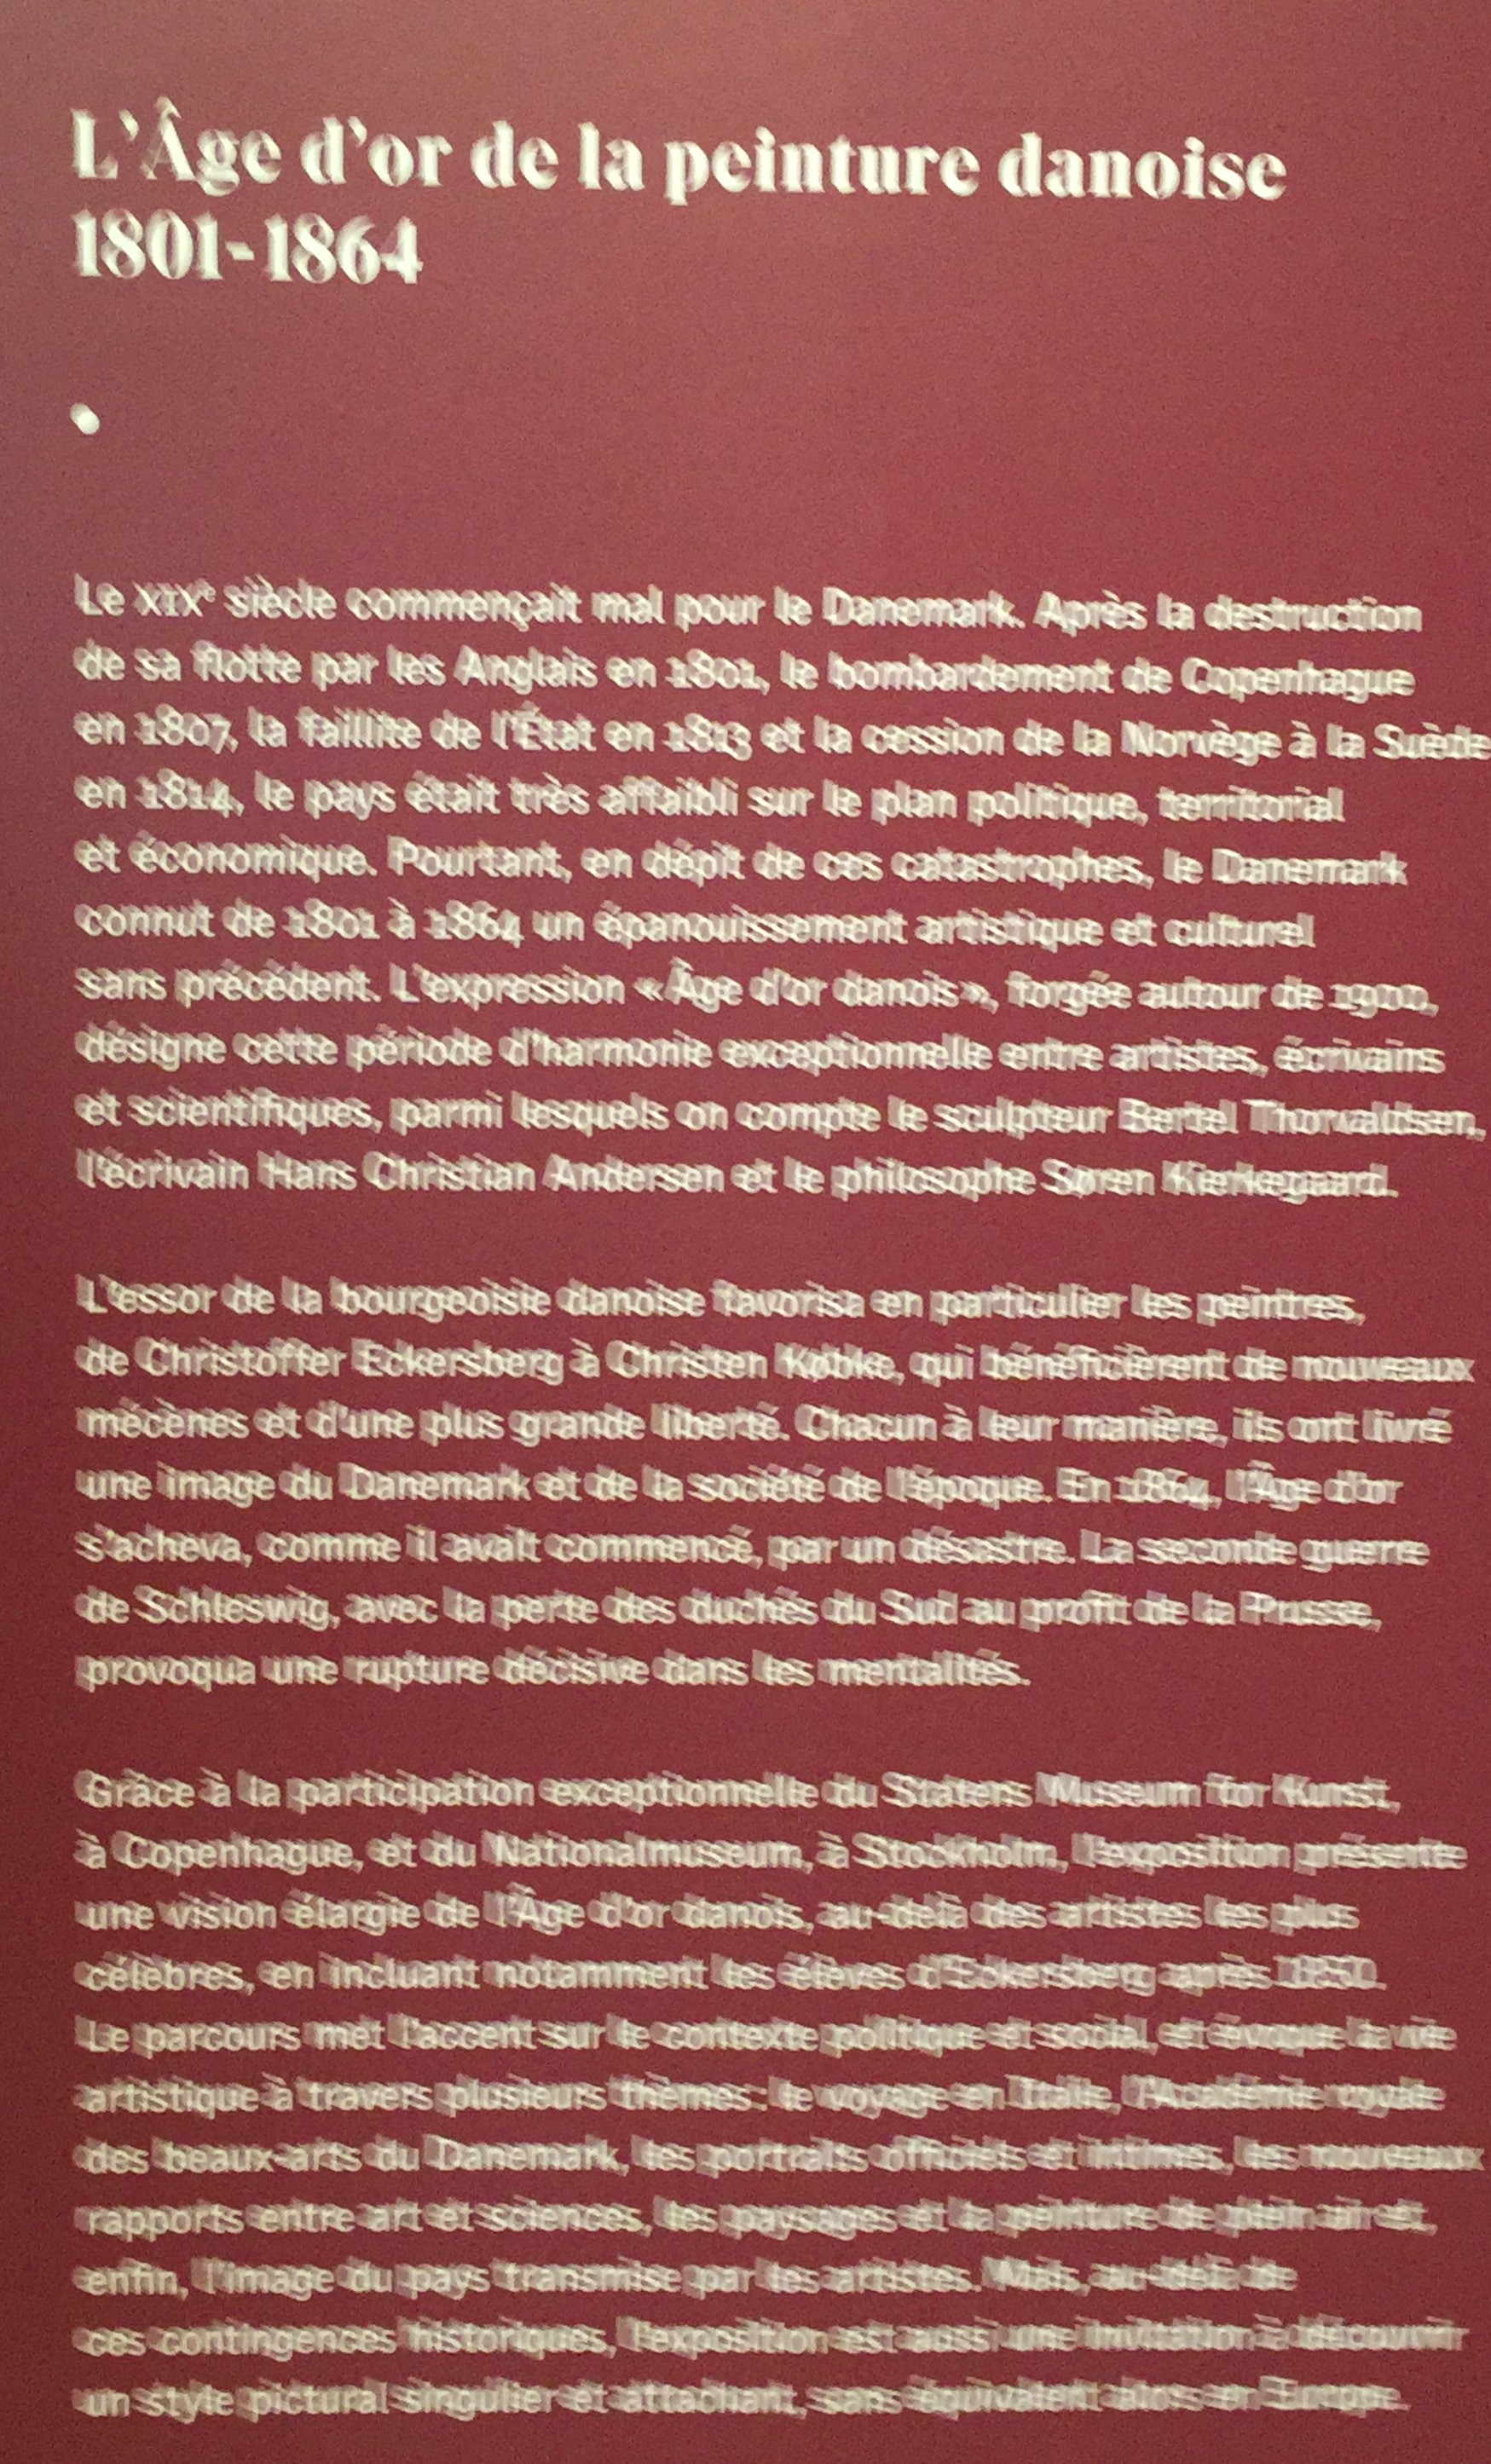 L'Âge d'or de la peinture danoise
1801-1864
•
Le XIXe siècle commençait mal pour le Danemark. Après la destruction
de sa flotte par les Anglais en 1801, le bombardement de Copenhague
en 1807, la faillite de l'État en 1813 et la cession de la Norvège à la Suède
en 1814, le pays était très affaibli sur le plan politique, territorial
et économique. Pourtant, en dépit de ces catastrophes, le Danemark
connut de 1801 à 1864 un épanouissement artistique et culturel
sans précédent. L'expression « Âge d'or danois », forgée autour de 1900,
désigne cette période d'harmonie exceptionnelle entre artistes, écrivains
et scientifiques, parmi lesquels on compte le sculpteur Bertel Thorvaldsen,
l'écrivain Hans Christian Andersen et le philosophe Søren Kierkegaard.
L'essor de la bourgeoisie danoise favorisa en particulier les peintres,
de Christoffer Eckersberg à Christen Købke, qui bénéficièrent de nouveaux
mécènes et d'une plus grande liberté. Chacun à leur manière, ils ont livré
une image du Danemark et de la société de l'époque. En 1864, l'Âge d'or
s'acheva, comme il avait commencé, par un désastre. La seconde guerre
de Schleswig, avec la perte des duchés du Sud au profit de la Prusse,
provoqua une rupture décisive dans les mentalités.
Grâce à la participation exceptionnelle du Statens Museum for Kunst,
à Copenhague, et du Nationalmuseum, à Stockholm, l'exposition présente
une vision élargie de l'Âge d'or danois, au-delà des artistes les plus
célèbres, en incluant notamment les élèves d'Eckersberg après 1850.
Le parcours met l'accent sur le contexte politique et social, et évoque la vie
artistique à travers plusieurs thèmes : le voyage en Italie, l'Académie royale
des beaux-arts du Danemark, les portraits officiels et intimes, les nouveaux
rapports entre art et sciences, les paysages et la peinture de plein air et,
enfin, l'image du pays transmise par les artistes. Mais, au-delà de
ces contingences historiques, l'exposition est aussi une invitation à découvrir
un style pictural singulier et attachant, sans équivalent alors en Europe.